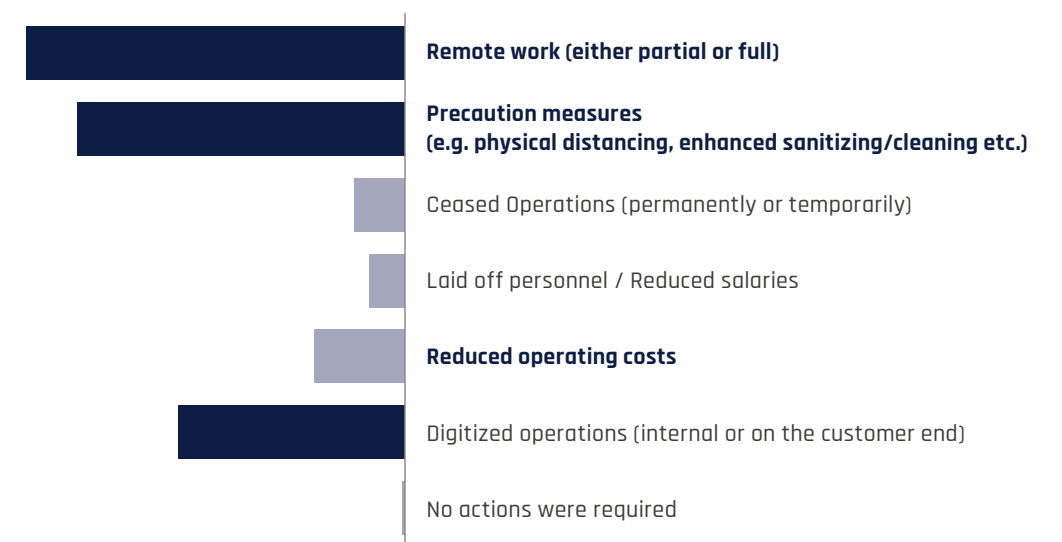 Remote work (either partial or full)
Precaution measures
(e.g. physical distancing, enhanced sanitizing/cleaning etc.)
Ceased Operations (permanently or temporarily)
Laid off personnel / Reduced salaries
Reduced operating costs
Digitized operations (internal or on the customer end)
No actions were required